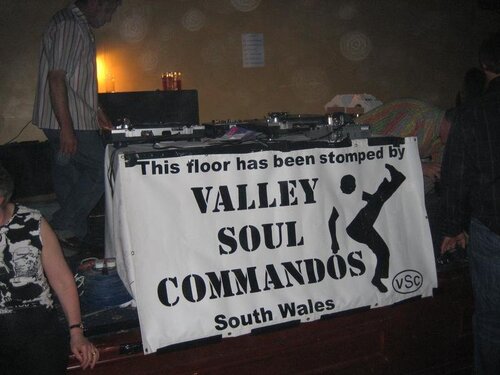 This floor has been stomped by
VALLEY
SOUL
COMMANDOS
South Wales
VSC